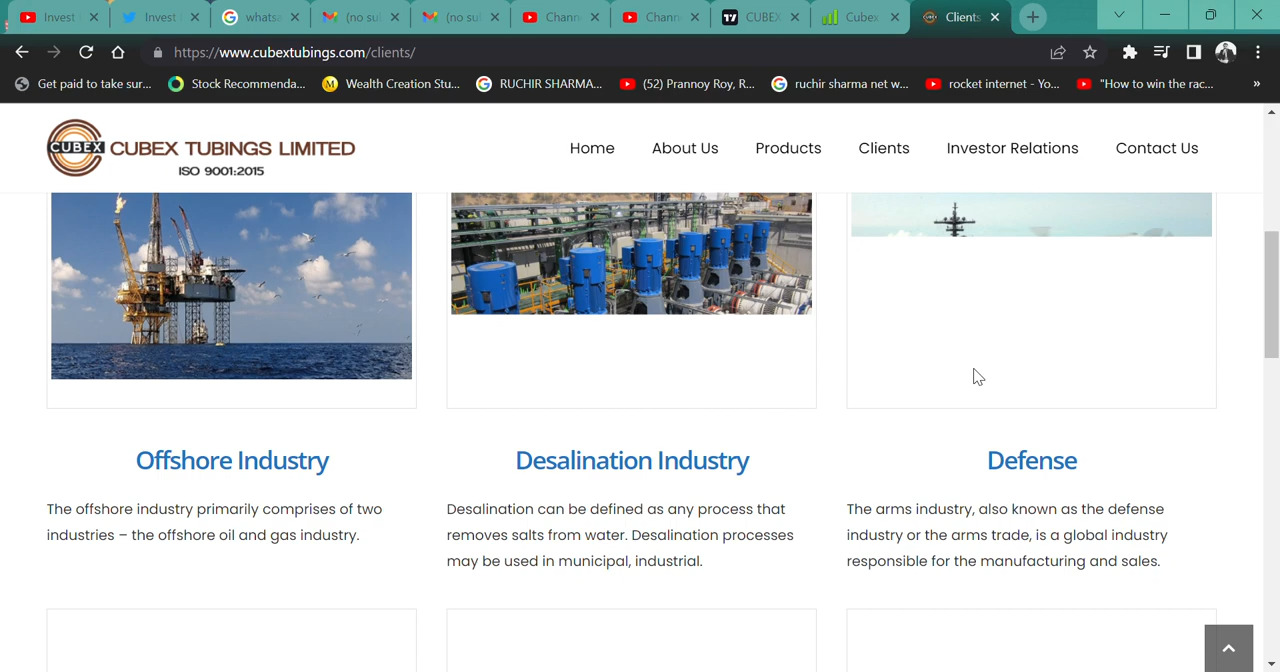 Invest
Invest
whats
(no su
(no su
Chann
Chann
CUBEX
Cubex
Clients
https://www.cubextubings.com/clients/
Get paid to take sur...
Stock Recommenda...
Wealth Creation Stu...
RUCHIR SHARMA...
(52) Prannoy Roy, R...
ruchir sharma net w...
rocket internet - Yo...
"How to win the rac...
»
CUBEX CUBEX TUBINGS LIMITED
ISO 9001:2015
Home
About Us
Products
Clients
Investor Relations
Contact Us
Offshore Industry
The offshore industry primarily comprises of two
industries – the offshore oil and gas industry.
Desalination Industry
Desalination can be defined as any process that
removes salts from water. Desalination processes
may be used in municipal, industrial.
Defense
The arms industry, also known as the defense
industry or the arms trade, is a global industry
responsible for the manufacturing and sales.